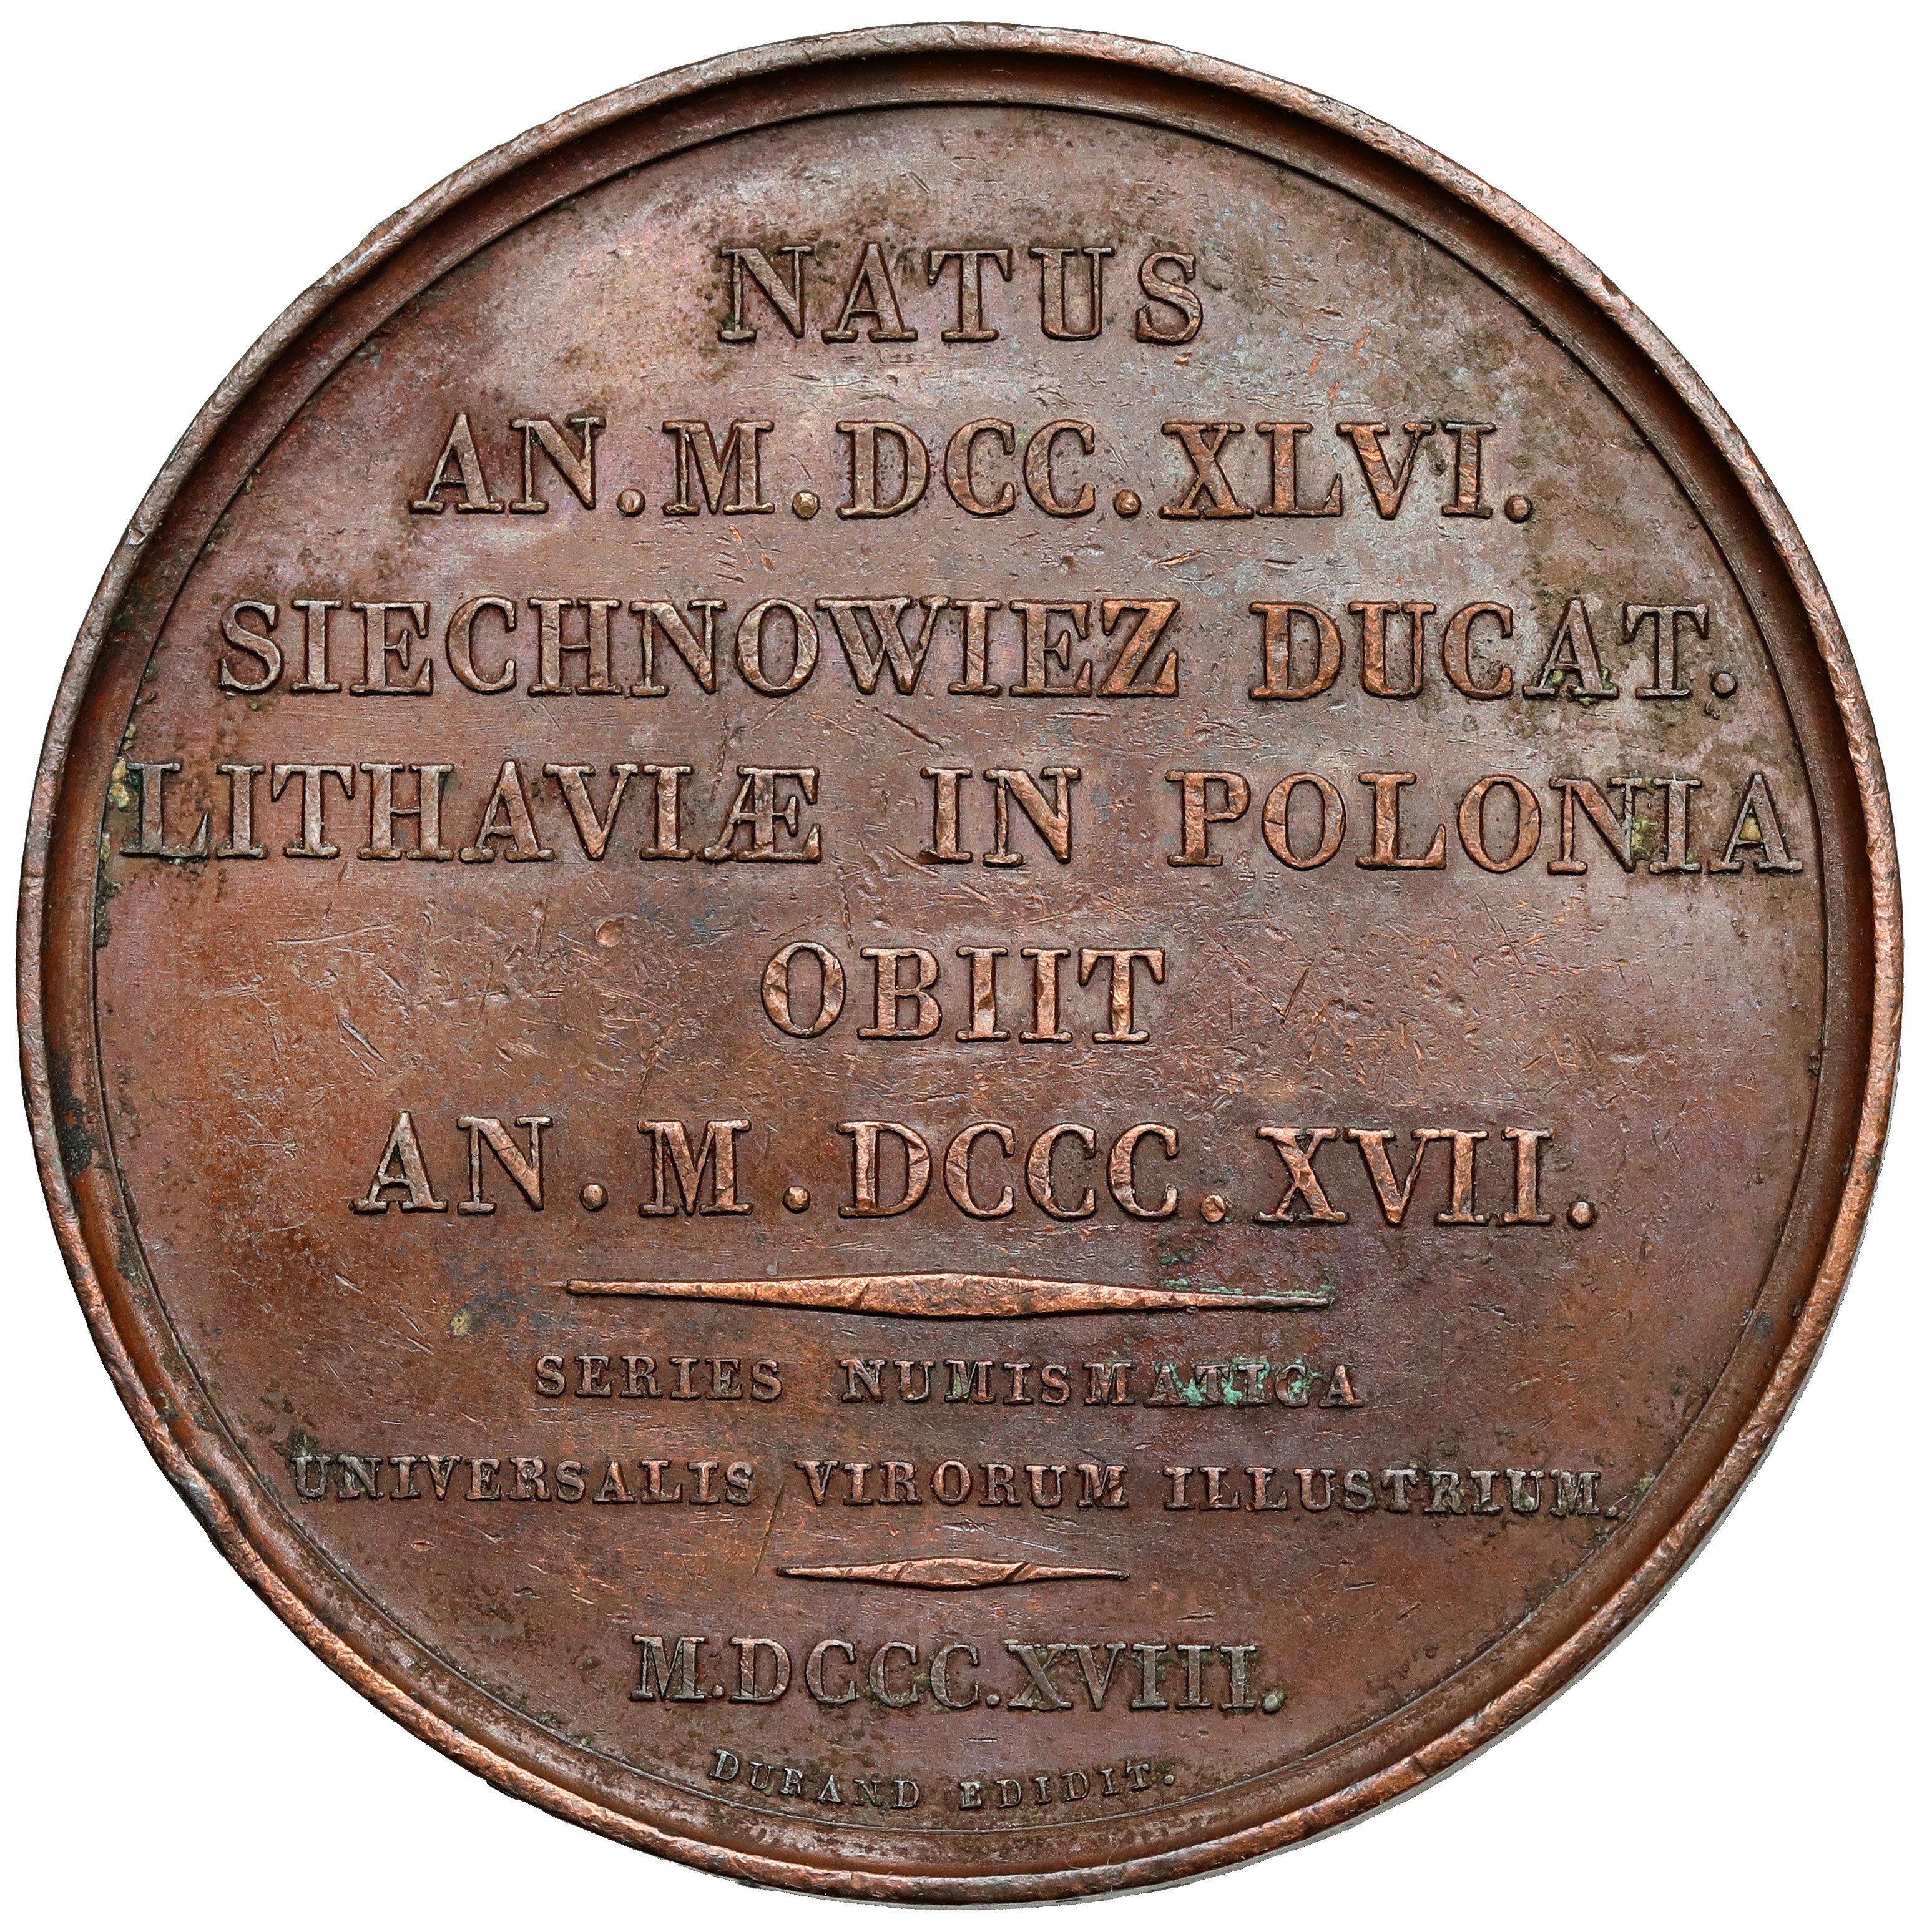 NATUS
AN.M.DCC.XLVI.
SIECHNOWIEZ DUCAT.
LITHAVIÆ IN POLONIA
OBIIT
AN.M.DCCC.XVII.
SERIES NUMISMATICA
UNIVERSALIS VIRORUM ILLUSTRIUM.
M.DCCC.XVIII.
DURAND EDIDIT.